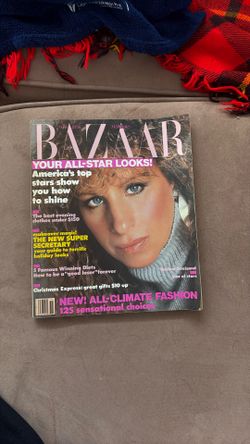 BAZAAR
YOUR ALL-STAR LOOKS!
America's top
stars show
you how
to shine
The best evening
clothes under $150
makeover magic!
THE NEW SUPER
SECRETARY
your guide to terrific
holiday looks
5 Famous Winning Diets
How to be a "good loser" forever
Christmas Express: great gifts $10 up
NEW! ALL-CLIMATE FASHION
125 sensational choices